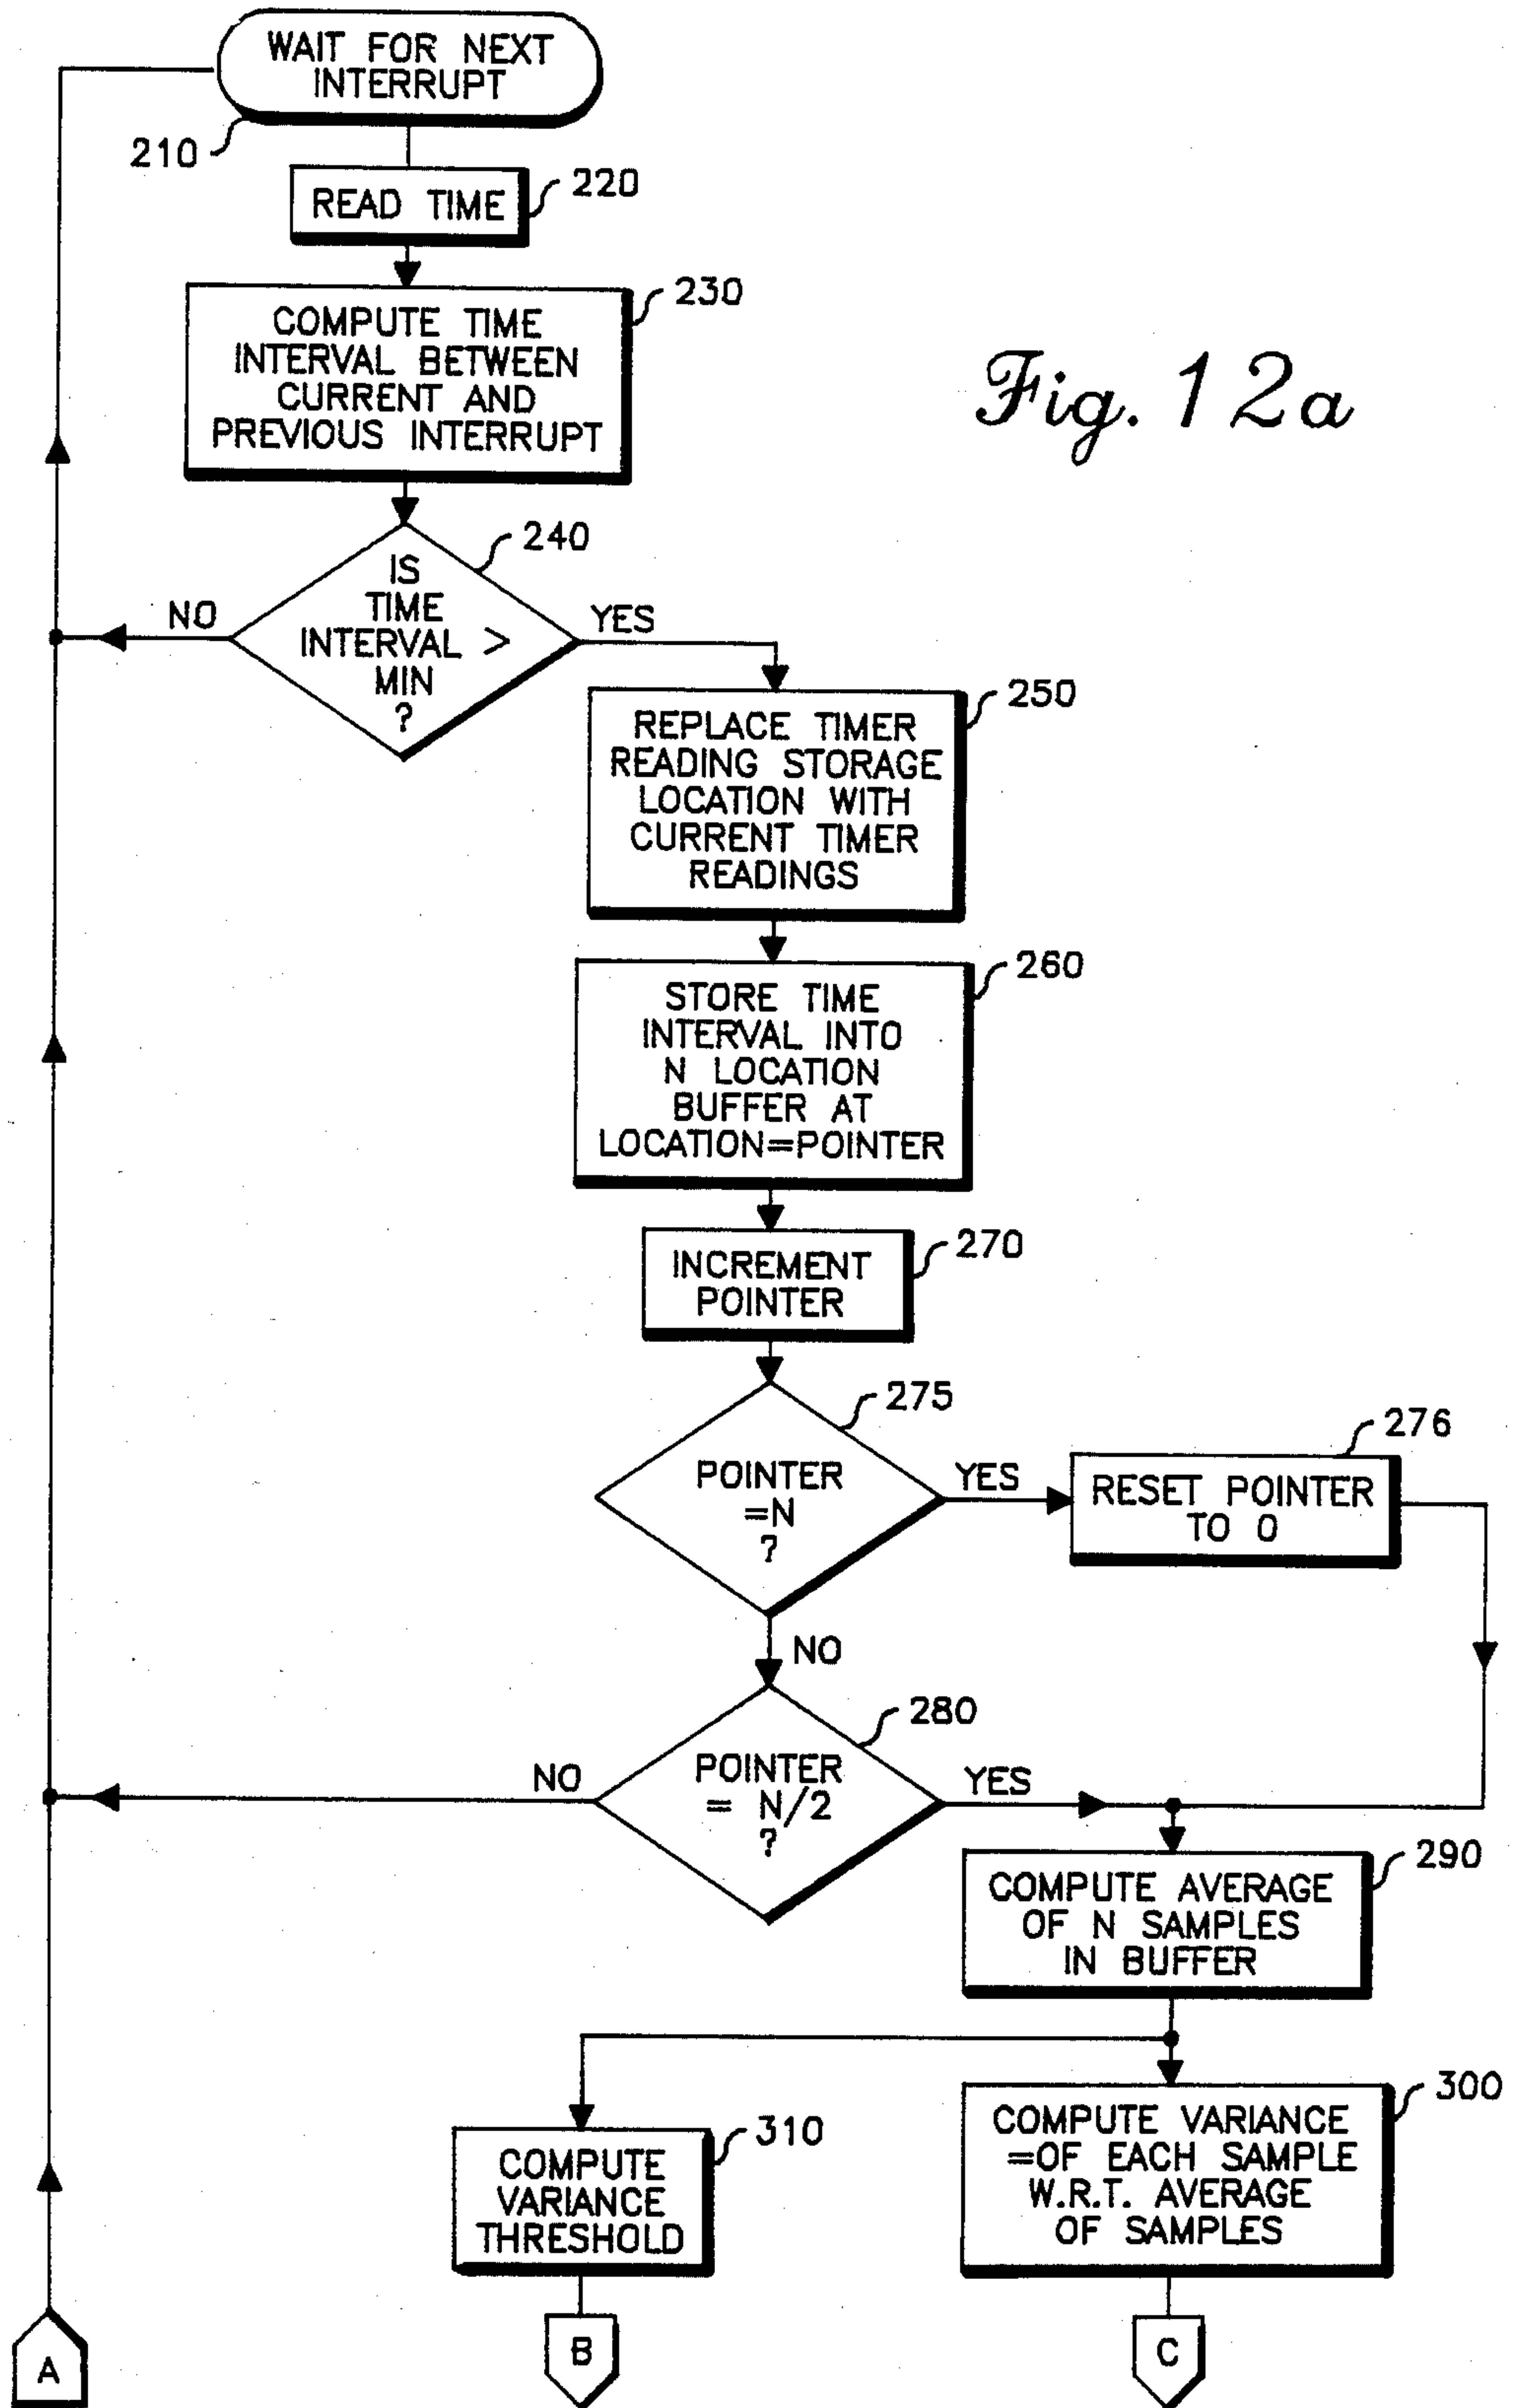 WAIT FOR NEXT
INTERRUPT
210
READ TIME
220
COMPUTE TIME
INTERVAL BETWEEN
CURRENT AND
PREVIOUS INTERRUPT
230
Fig. 12a
IS
TIME
INTERVAL >
MIN
?
240
NO
YES
REPLACE TIMER
READING STORAGE
LOCATION WITH
CURRENT TIMER
READINGS
250
STORE TIME
INTERVAL INTO
N LOCATION
BUFFER AT
LOCATION=POINTER
260
INCREMENT
POINTER
270
POINTER
=N
?
275
YES
RESET POINTER
TO 0
276
NO
POINTER
= N/2
?
280
NO
YES
COMPUTE AVERAGE
OF N SAMPLES
IN BUFFER
290
COMPUTE
VARIANCE
THRESHOLD
310
COMPUTE VARIANCE
=OF EACH SAMPLE
W.R.T. AVERAGE
OF SAMPLES
300
A
B
C